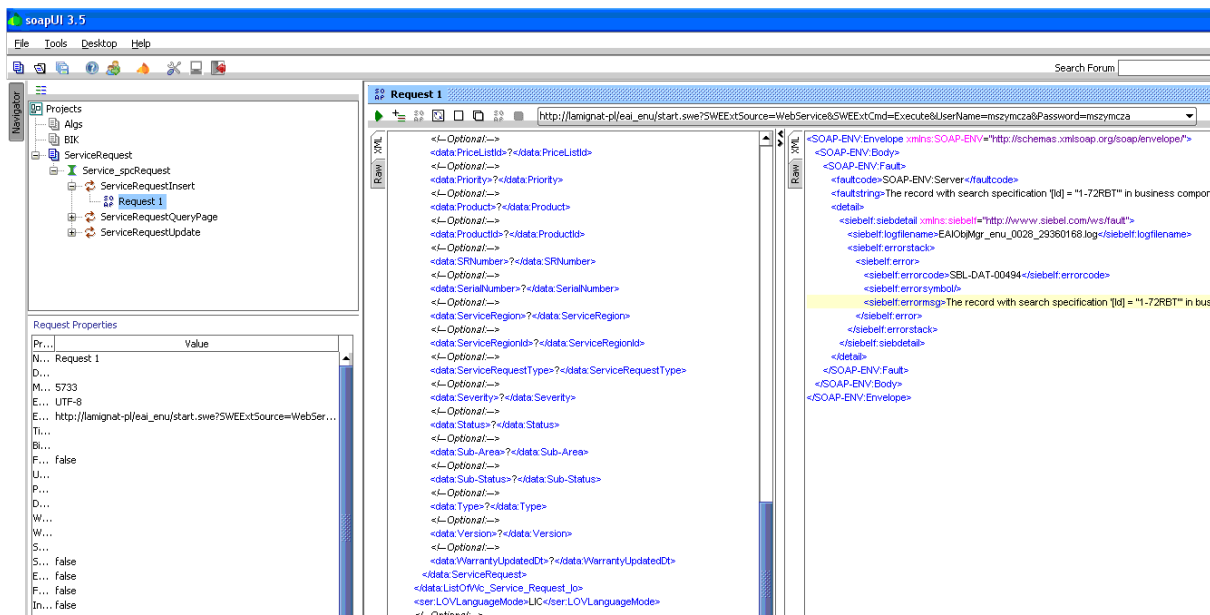 soapUI 3.5
File Tools Desktop Help
Search Forum
Navigator
Projects
Algs
BIK
ServiceRequest
Service_spcRequest
ServiceRequestInsert
Request 1
ServiceRequestQueryPage
ServiceRequestUpdate
Request Properties
Pr... Value
N... Request 1
D...
M... 5733
E... UTF-8
E... http://lamignat-pl/eai_enu/start.swe?SWEExtSource=WebSer...
Ti...
Bi...
F... false
U...
P...
D...
W...
W...
S...
S... false
E... false
F... false
In... false
Request 1
http://lamignat-pl/eai_enu/start.swe?SWEExtSource=WebService&SWEExtCmd=Execute&UserName=mszymcza&Password=mszymcza
XML
Raw
<!--Optional:-->
<data:PriceListId>?</data:PriceListId>
<!--Optional:-->
<data:Priority>?</data:Priority>
<!--Optional:-->
<data:Product>?</data:Product>
<!--Optional:-->
<data:ProductId>?</data:ProductId>
<!--Optional:-->
<data:SRNumber>?</data:SRNumber>
<!--Optional:-->
<data:SerialNumber>?</data:SerialNumber>
<!--Optional:-->
<data:ServiceRegion>?</data:ServiceRegion>
<!--Optional:-->
<data:ServiceRegionId>?</data:ServiceRegionId>
<!--Optional:-->
<data:ServiceRequestType>?</data:ServiceRequestType>
<!--Optional:-->
<data:Severity>?</data:Severity>
<!--Optional:-->
<data:Status>?</data:Status>
<!--Optional:-->
<data:Sub-Area>?</data:Sub-Area>
<!--Optional:-->
<data:Sub-Status>?</data:Sub-Status>
<!--Optional:-->
<data:Type>?</data:Type>
<!--Optional:-->
<data:Version>?</data:Version>
<!--Optional:-->
<data:WarrantyUpdatedDt>?</data:WarrantyUpdatedDt>
</data:ServiceRequest>
</data:ListOfWc_Service_Request_Io>
<ser:LOVLanguageMode>LIC</ser:LOVLanguageMode>
<!--Optional:-->
XML
Raw
<SOAP-ENV:Envelope xmlns:SOAP-ENV="http://schemas.xmlsoap.org/soap/envelope/">
<SOAP-ENV:Body>
<SOAP-ENV:Fault>
<faultcode>SOAP-ENV:Server</faultcode>
<faultstring>The record with search specification '[Id] = "1-72RBT"' in business compor
<detail>
<siebelf:siebdetail xmlns:siebelf="http://www.siebel.com/ws/fault">
<siebelf:logfilename>EAIObjMgr_enu_0028_29360168.log</siebelf:logfilename>
<siebelf:errorstack>
<siebelf:error>
<siebelf:errorcode>SBL-DAT-00494</siebelf:errorcode>
<siebelf:errorsymbol/>
<siebelf:errormsg>The record with search specification '[Id] = "1-72RBT"' in bus
</siebelf:error>
</siebelf:errorstack>
</siebelf:siebdetail>
</detail>
</SOAP-ENV:Fault>
</SOAP-ENV:Body>
</SOAP-ENV:Envelope>